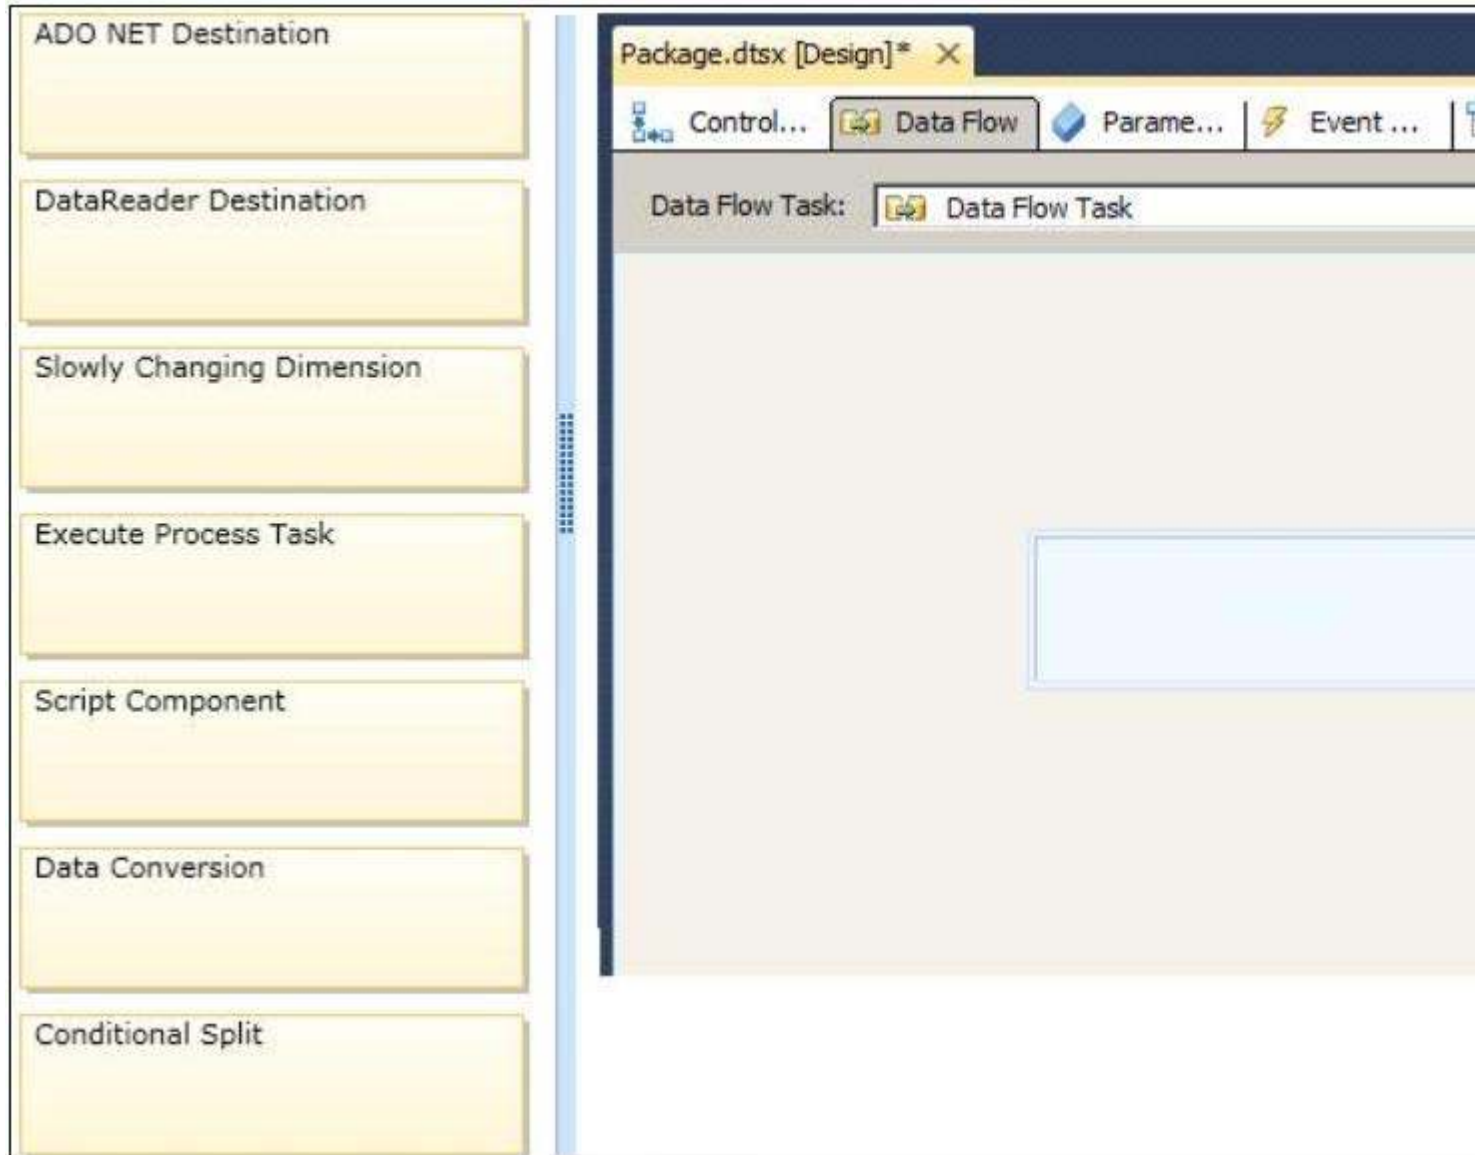 ADO NET Destination
DataReader Destination
Slowly Changing Dimension
Execute Process Task
Script Component
Data Conversion
Conditional Split
Package.dtsx [Design]*
Control... Data Flow Parame... Event ...
Data Flow Task: Data Flow Task